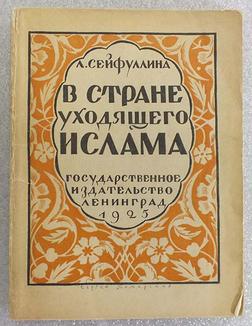 Л. СЕЙФУЛЛИНА
В СТРАНЕ
УХОДЯЩЕГО
ИСЛАМА
ГОСУДАРСТВЕННОЕ
ИЗДАТЕЛЬСТВО
ЛЕНИНГРАД
1925